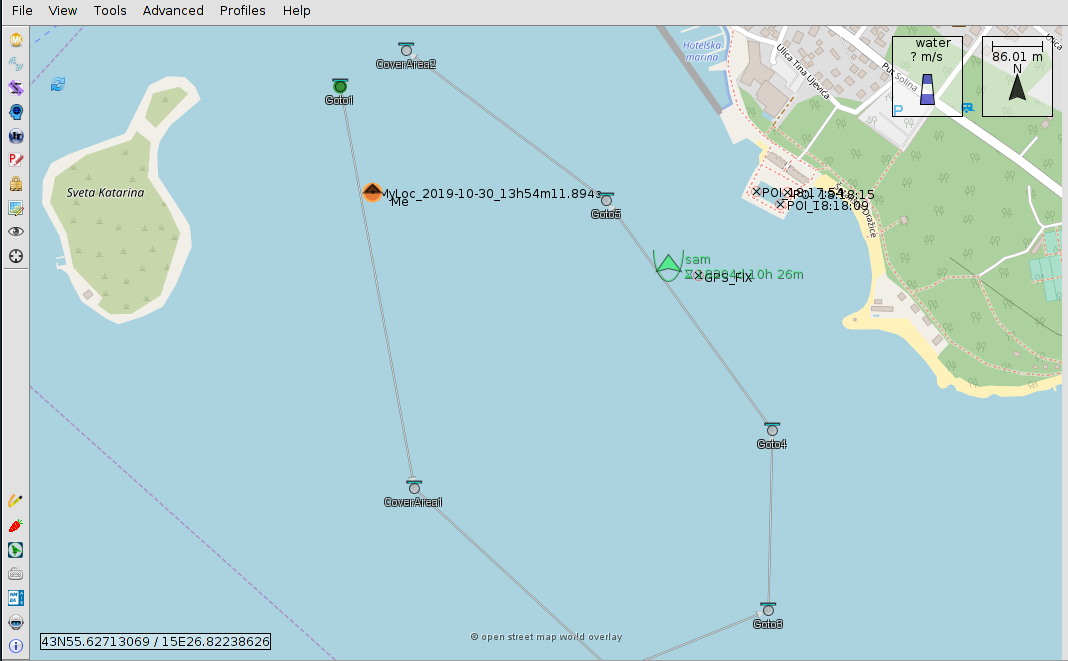 File View Tools Advanced Profiles Help
water
? m/s
86.01 m
N
Hotelska
marina
Ulica Tina Ujevića
Put Solina
P
CoverArea2
Goto1
Sveta Katarina
MyLoc_2019-10-30_13h54m11.894s
Me
Goto5
POI_18:17:54
POI_18:18:15
POI_18:18:09
sam
10h 26m
GPS_FIX
Goto4
CoverArea1
Goto3
43N55.62713069 / 15E26.82238626
© open street map world overlay